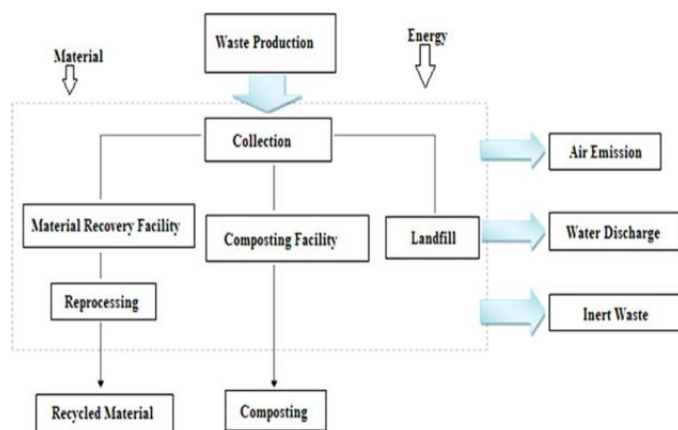 Material
Waste Production
Energy
Collection
Air Emission
Material Recovery Facility
Composting Facility
Landfill
Water Discharge
Reprocessing
Inert Waste
Recycled Material
Composting